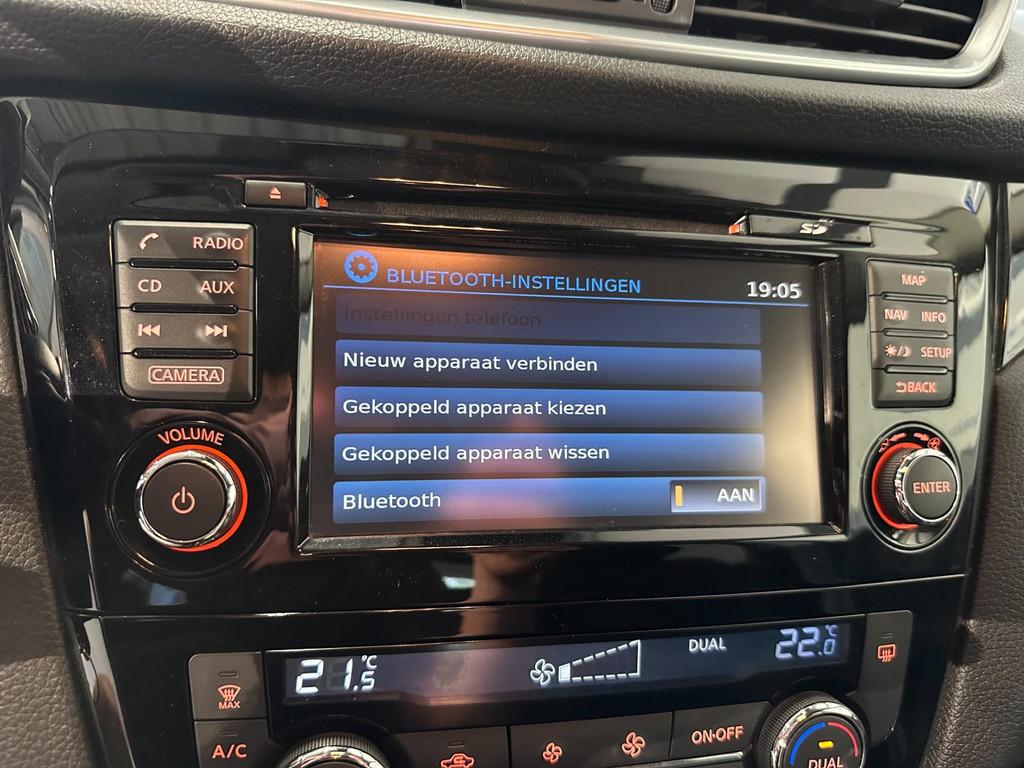 RADIO
CD AUX
CAMERA
VOLUME
SD
BLUETOOTH-INSTELLINGEN 19:05
Instellingen telefoon
Nieuw apparaat verbinden
Gekoppeld apparaat kiezen
Gekoppeld apparaat wissen
Bluetooth AAN
MAP
NAV INFO
SETUP
BACK
ENTER
21.5°C DUAL 22.0°C
MAX
A/C
ON·OFF
DUAL